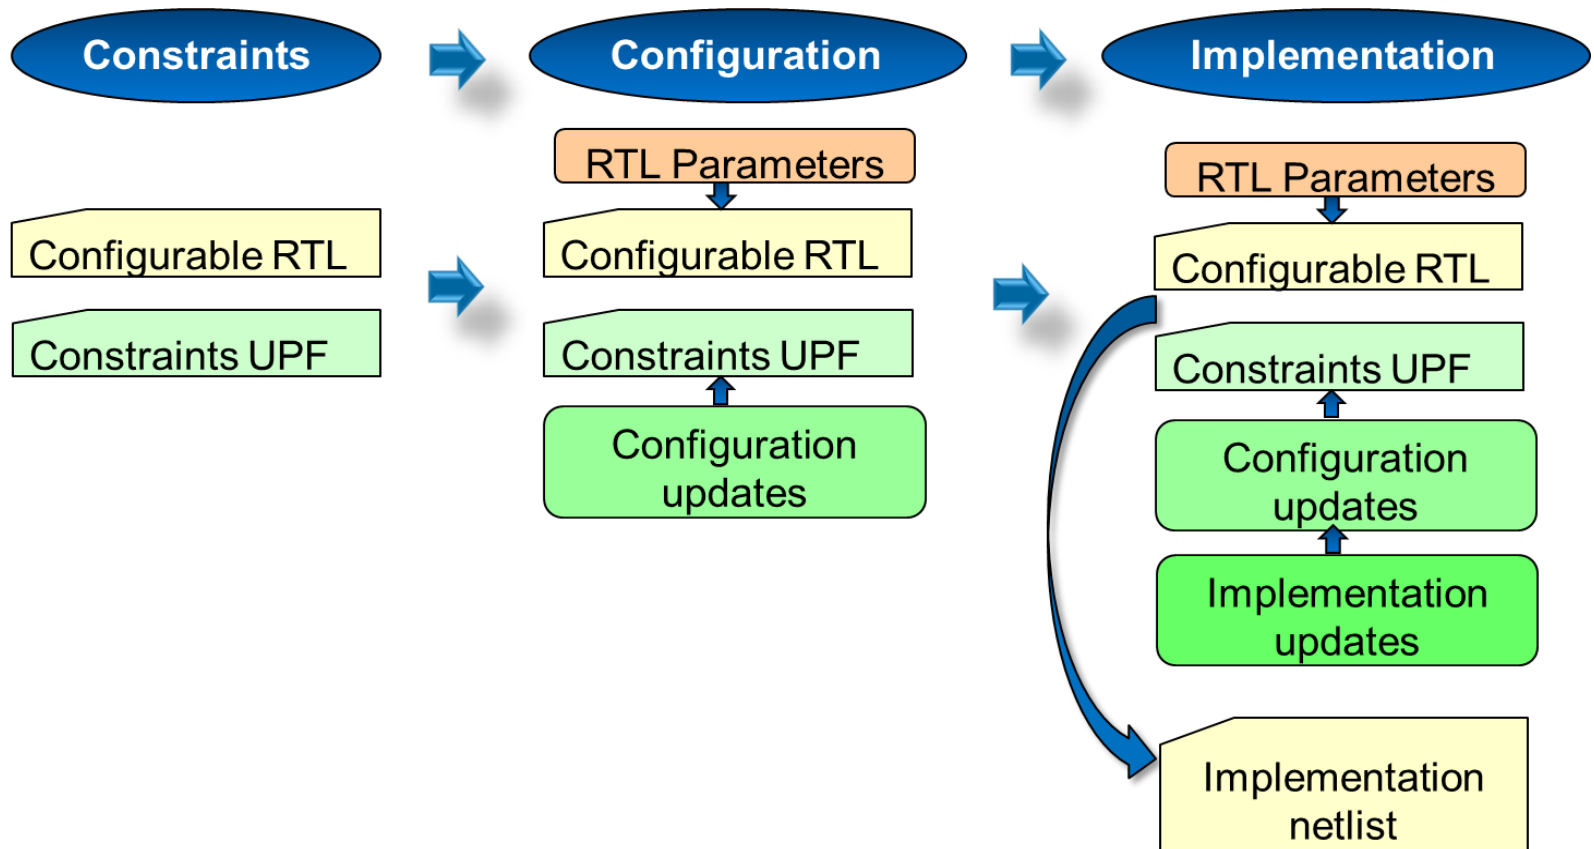 Constraints
Configuration
Implementation
RTL Parameters
Configurable RTL
Constraints UPF
Configurable RTL
Constraints UPF
Configuration
updates
RTL Parameters
Configurable RTL
Constraints UPF
Configuration
updates
Implementation
updates
Implementation
netlist